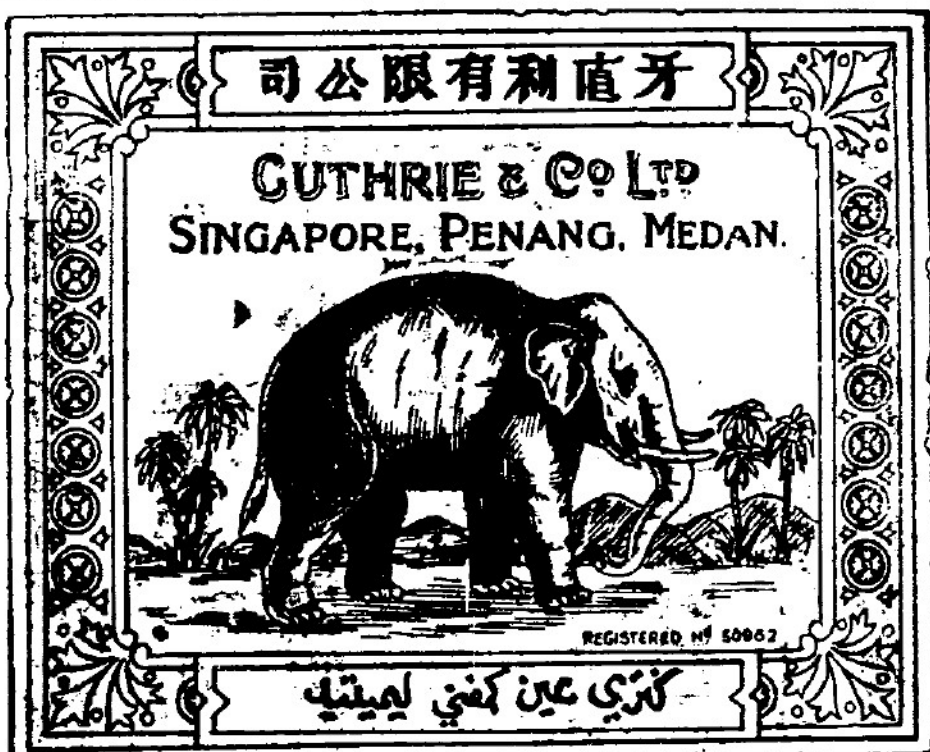 牙直利有限公司
GUTHRIE & CO LTD
SINGAPORE, PENANG, MEDAN.
REGISTERED Nº
كثري عين كمفني ليميتيد